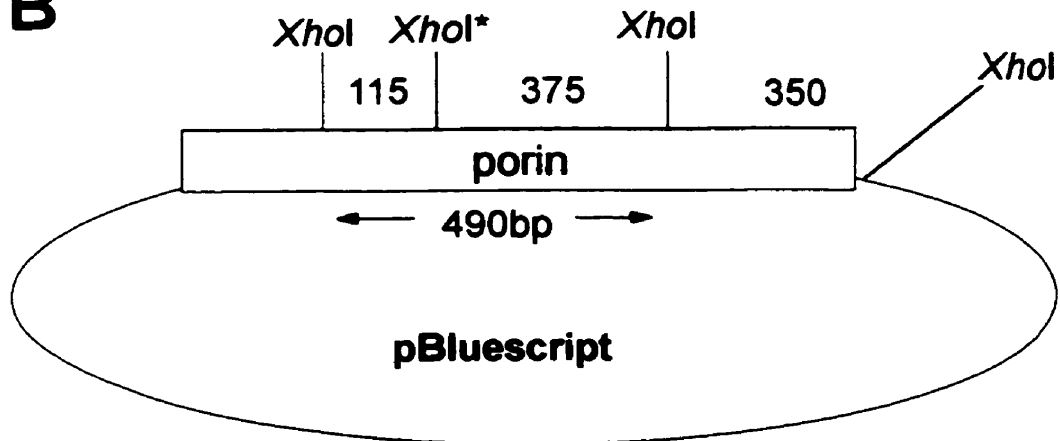 B
XhoI XhoI* XhoI
XhoI
115 375 350
porin
490bp
pBluescript